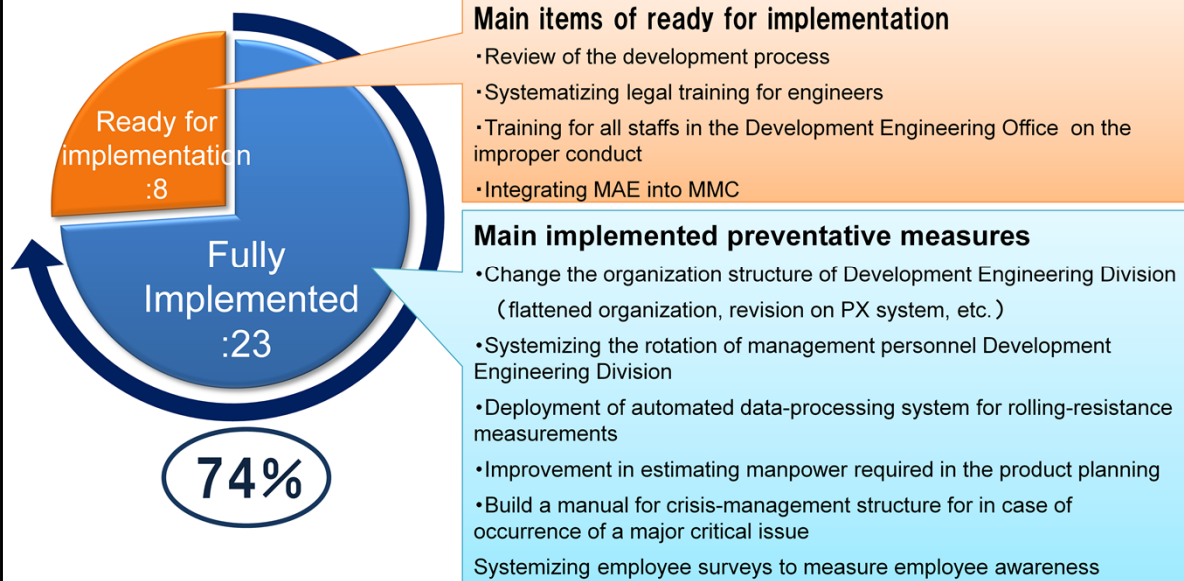 Ready for
implementation
:8
Fully
Implemented
:23
74%
Main items of ready for implementation
・Review of the development process
・Systematizing legal training for engineers
・Training for all staffs in the Development Engineering Office on the
improper conduct
・Integrating MAE into MMC
Main implemented preventative measures
・Change the organization structure of Development Engineering Division
（flattened organization, revision on PX system, etc.）
・Systemizing the rotation of management personnel Development
Engineering Division
・Deployment of automated data-processing system for rolling-resistance
measurements
・Improvement in estimating manpower required in the product planning
・Build a manual for crisis-management structure for in case of
occurrence of a major critical issue
Systemizing employee surveys to measure employee awareness